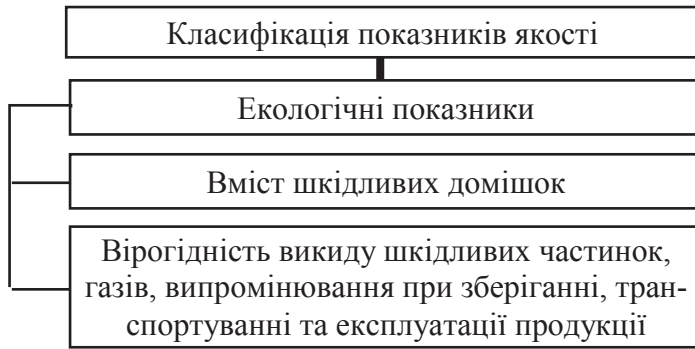 Класифікація показників якості
Екологічні показники
Вміст шкідливих домішок
Вірогідність викиду шкідливих частинок,
газів, випромінювання при зберіганні, тран-
спортуванні та експлуатації продукції